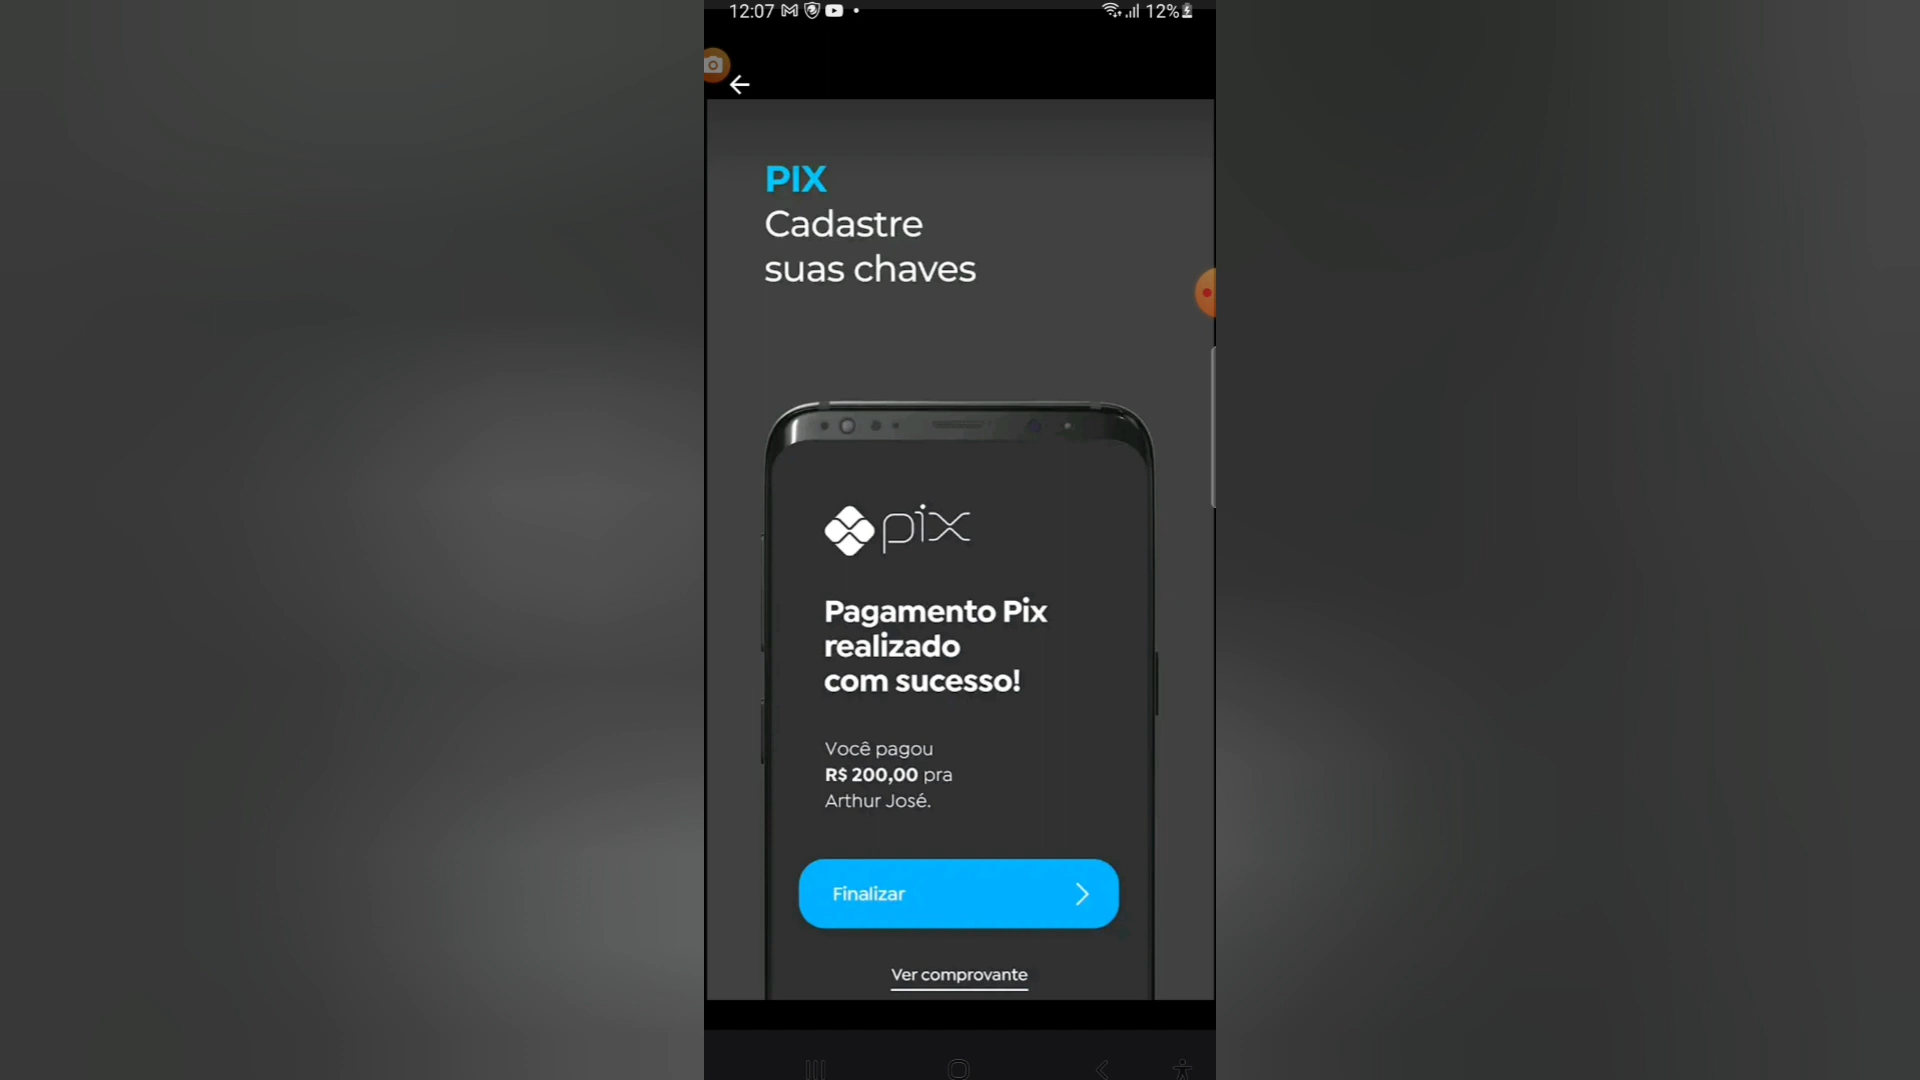 12:07 12%
PIX
Cadastre
suas chaves
pix
Pagamento Pix
realizado
com sucesso!
Você pagou
R$ 200,00 pra
Arthur José.
Finalizar
Ver comprovante